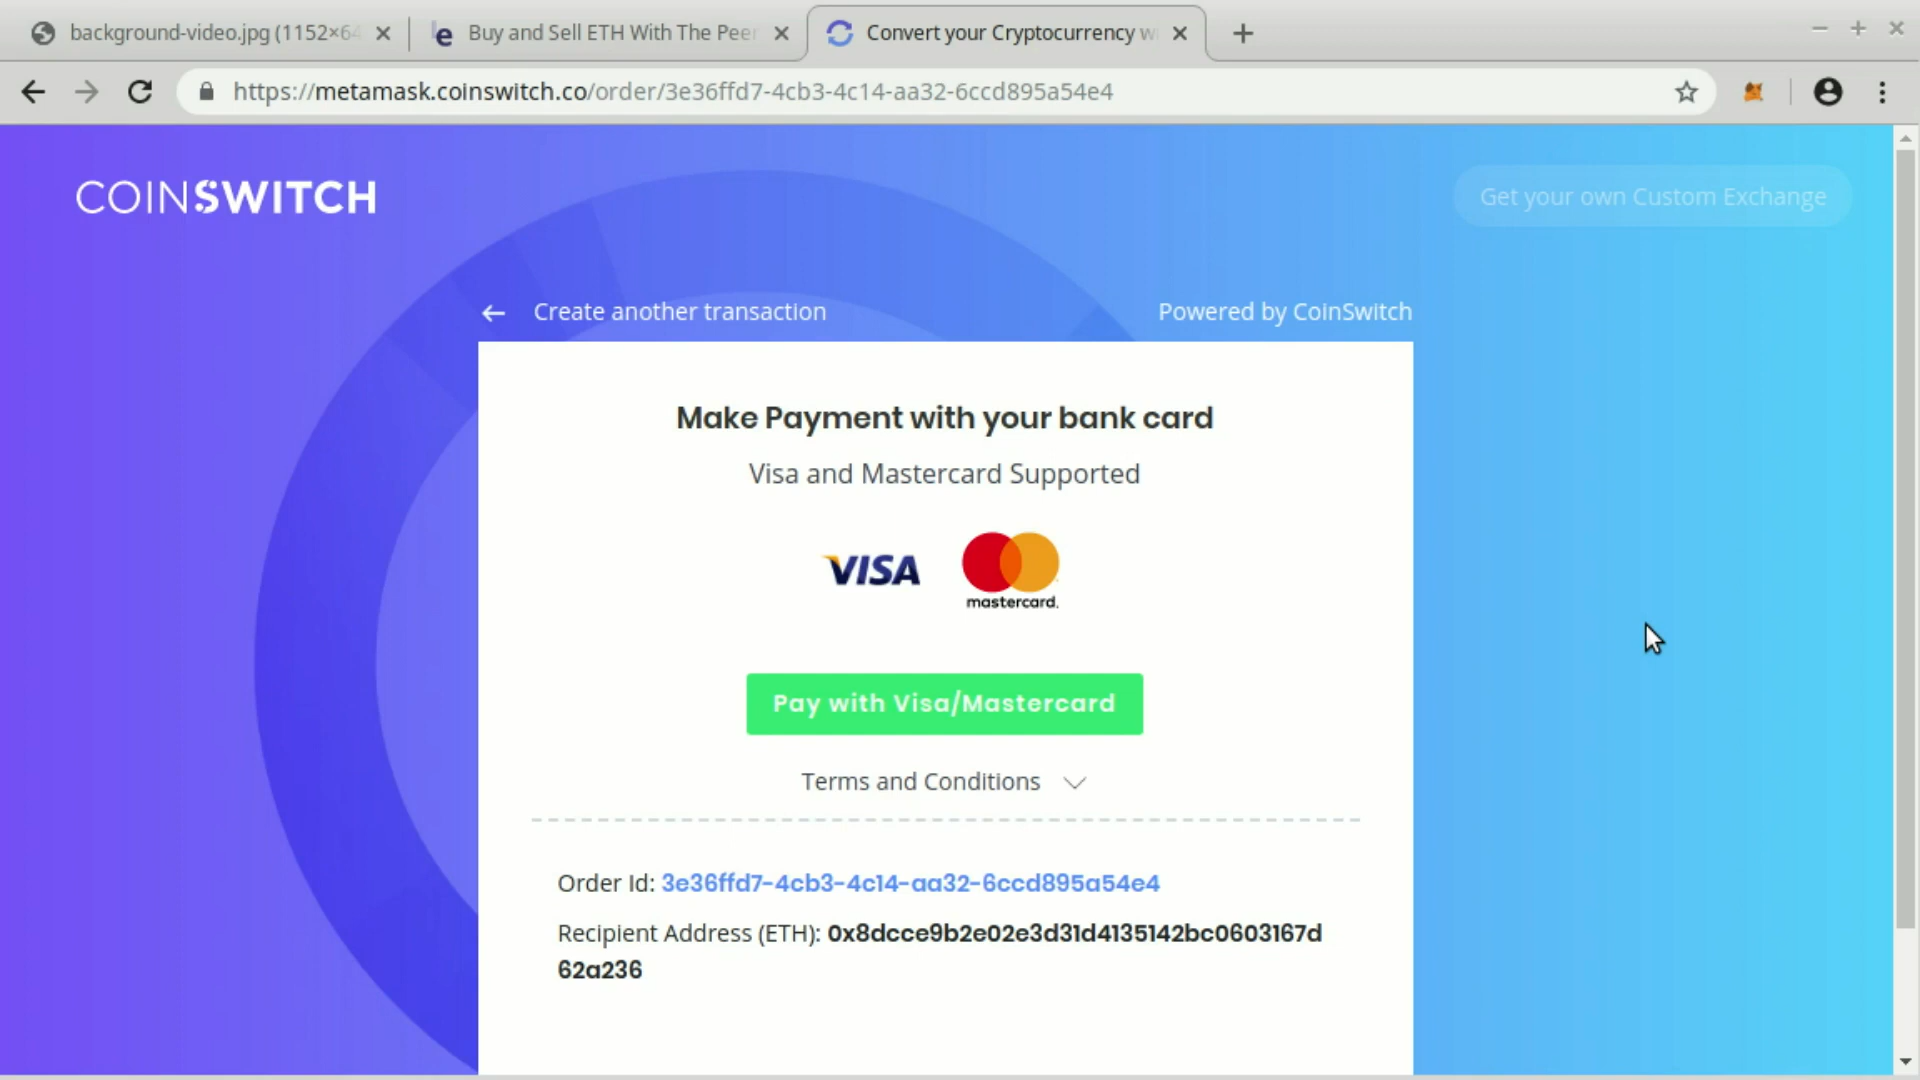 background-video.jpg (1152×64
Buy and Sell ETH With The Peer
Convert your Cryptocurrency w
https://metamask.coinswitch.co/order/3e36ffd7-4cb3-4c14-aa32-6ccd895a54e4
COINSWITCH
Get your own Custom Exchange
Create another transaction
Powered by CoinSwitch
Make Payment with your bank card
Visa and Mastercard Supported
VISA
mastercard.
Pay with Visa/Mastercard
Terms and Conditions
Order Id: 3e36ffd7-4cb3-4c14-aa32-6ccd895a54e4
Recipient Address (ETH): 0x8dcce9b2e02e3d31d4135142bc0603167d
62a236